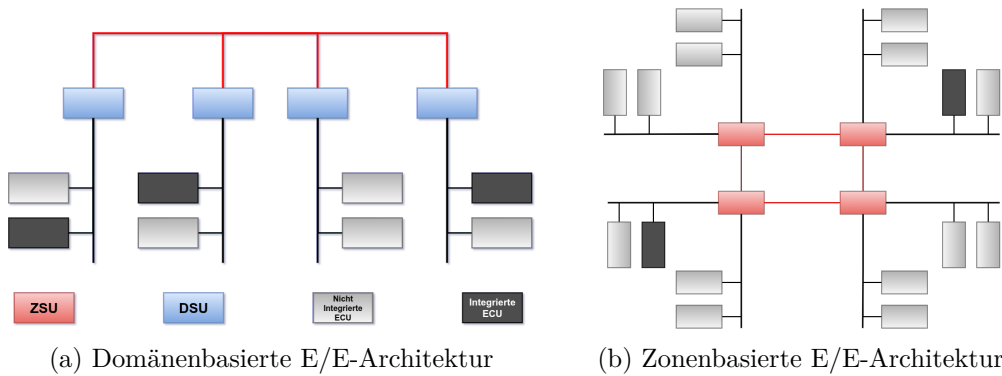 ZSU
DSU
Nicht
Integrierte
ECU
Integrierte
ECU
(a) Domänenbasierte E/E-Architektur
(b) Zonenbasierte E/E-Architektur